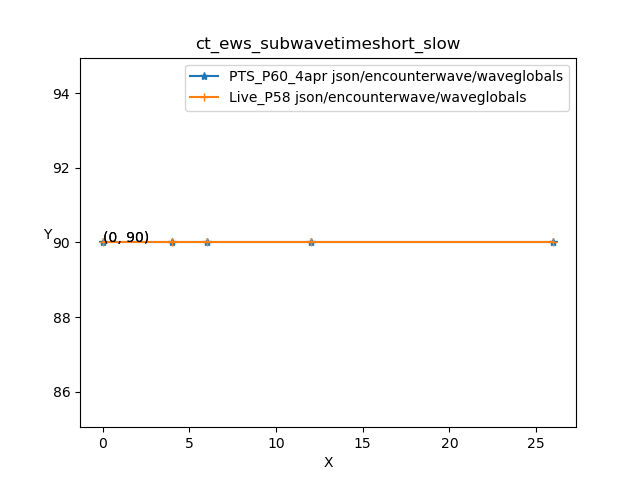 ct_ews_subwavetimeshort_slow
PTS_P60_4apr json/encounterwave/waveglobals
Live_P58 json/encounterwave/waveglobals
94
92
Y
90
(0, 90)
88
86
0 5 10 15 20 25
X